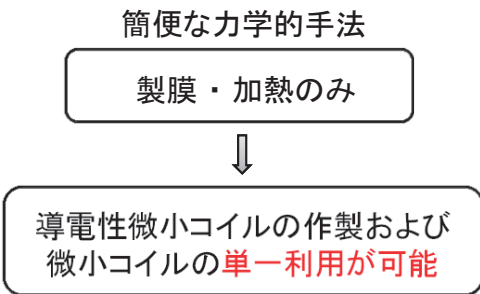 簡便な力学的手法
製膜・加熱のみ
導電性微小コイルの作製および
微小コイルの単一利用が可能